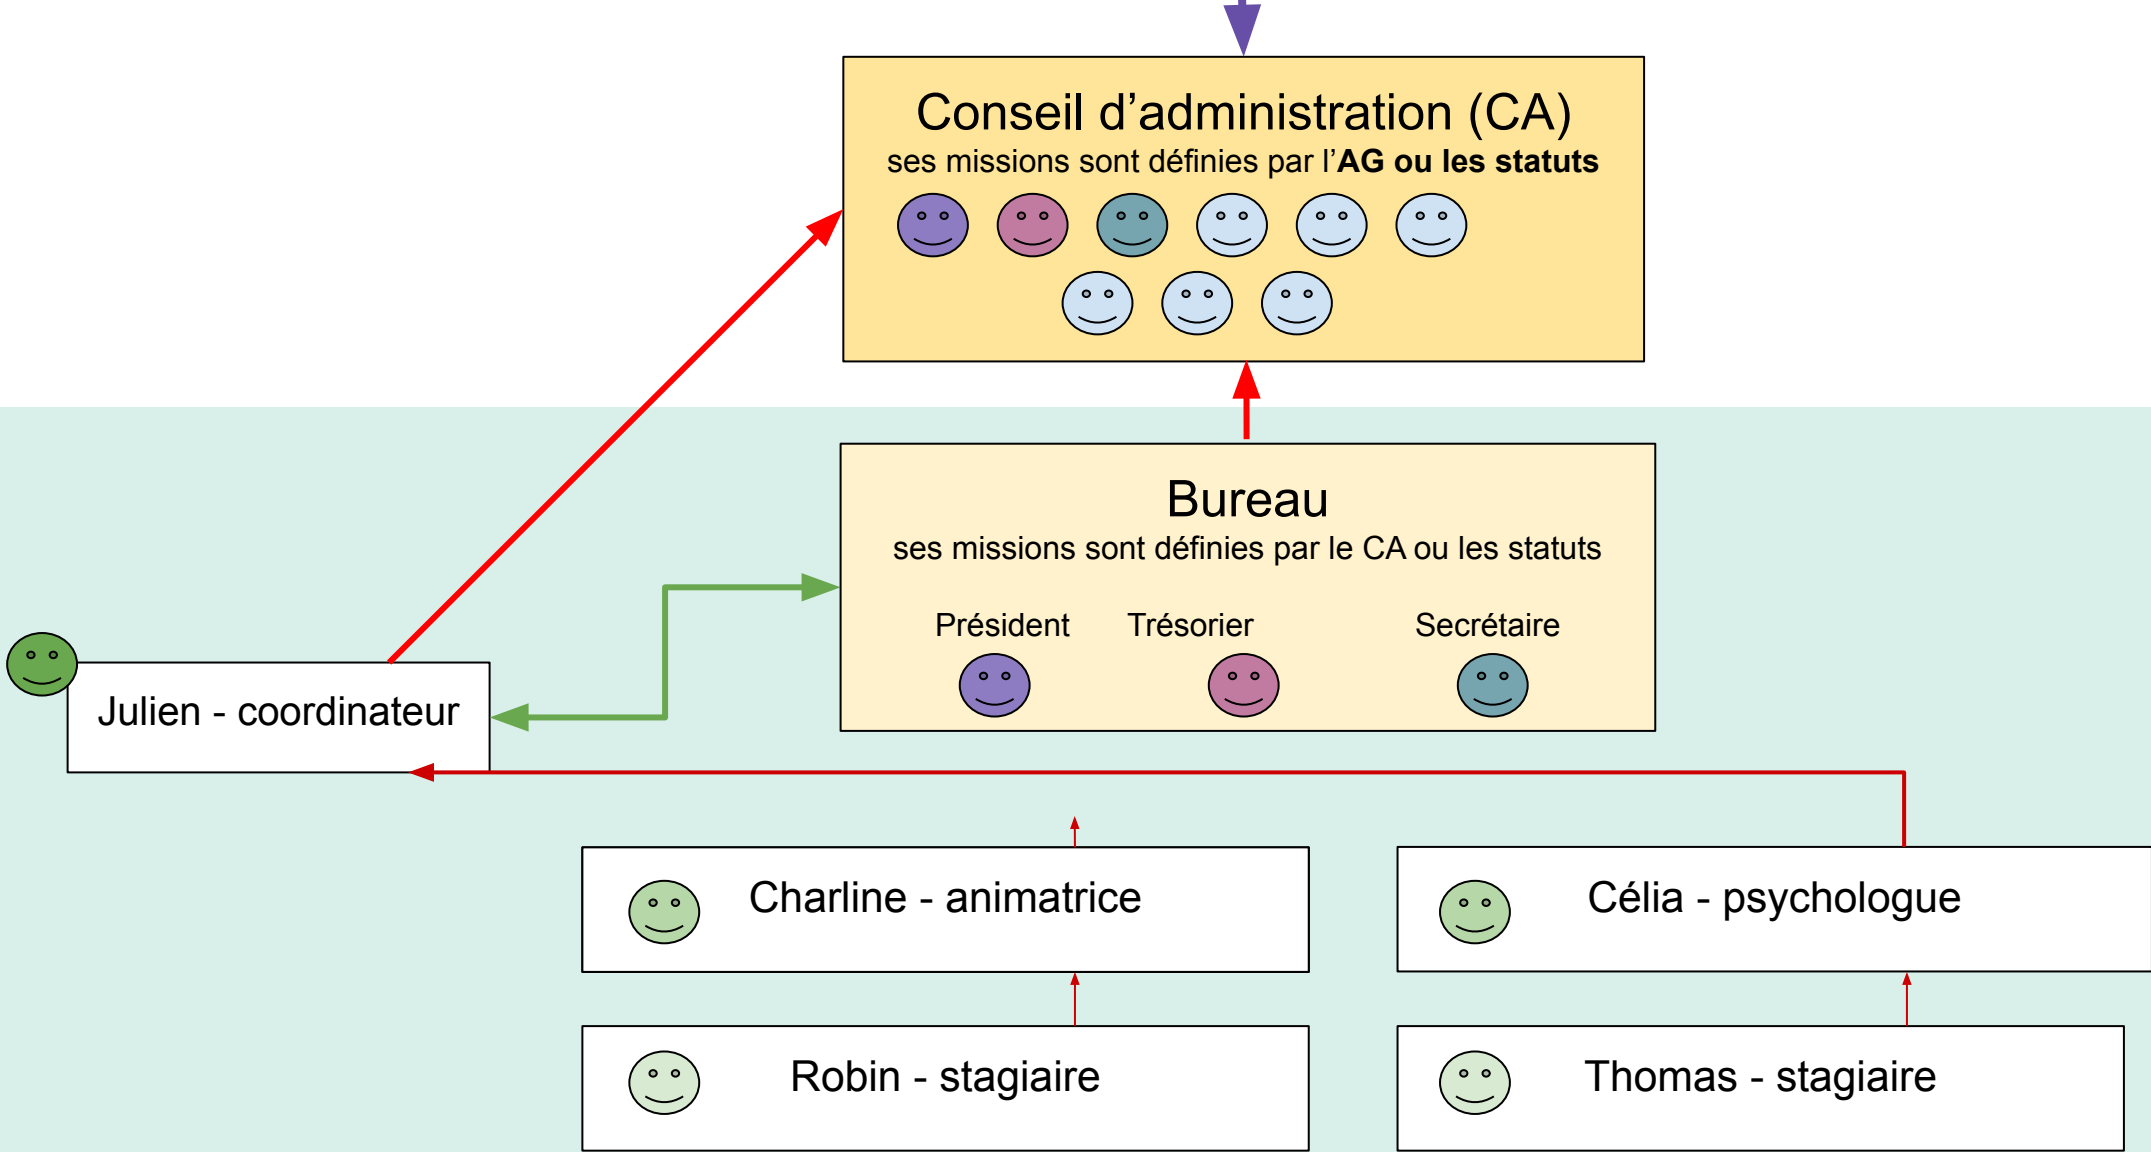 Conseil d’administration (CA)
ses missions sont définies par l’AG ou les statuts
Bureau
ses missions sont définies par le CA ou les statuts
Président
Trésorier
Secrétaire
Julien - coordinateur
Charline - animatrice
Célia - psychologue
Robin - stagiaire
Thomas - stagiaire